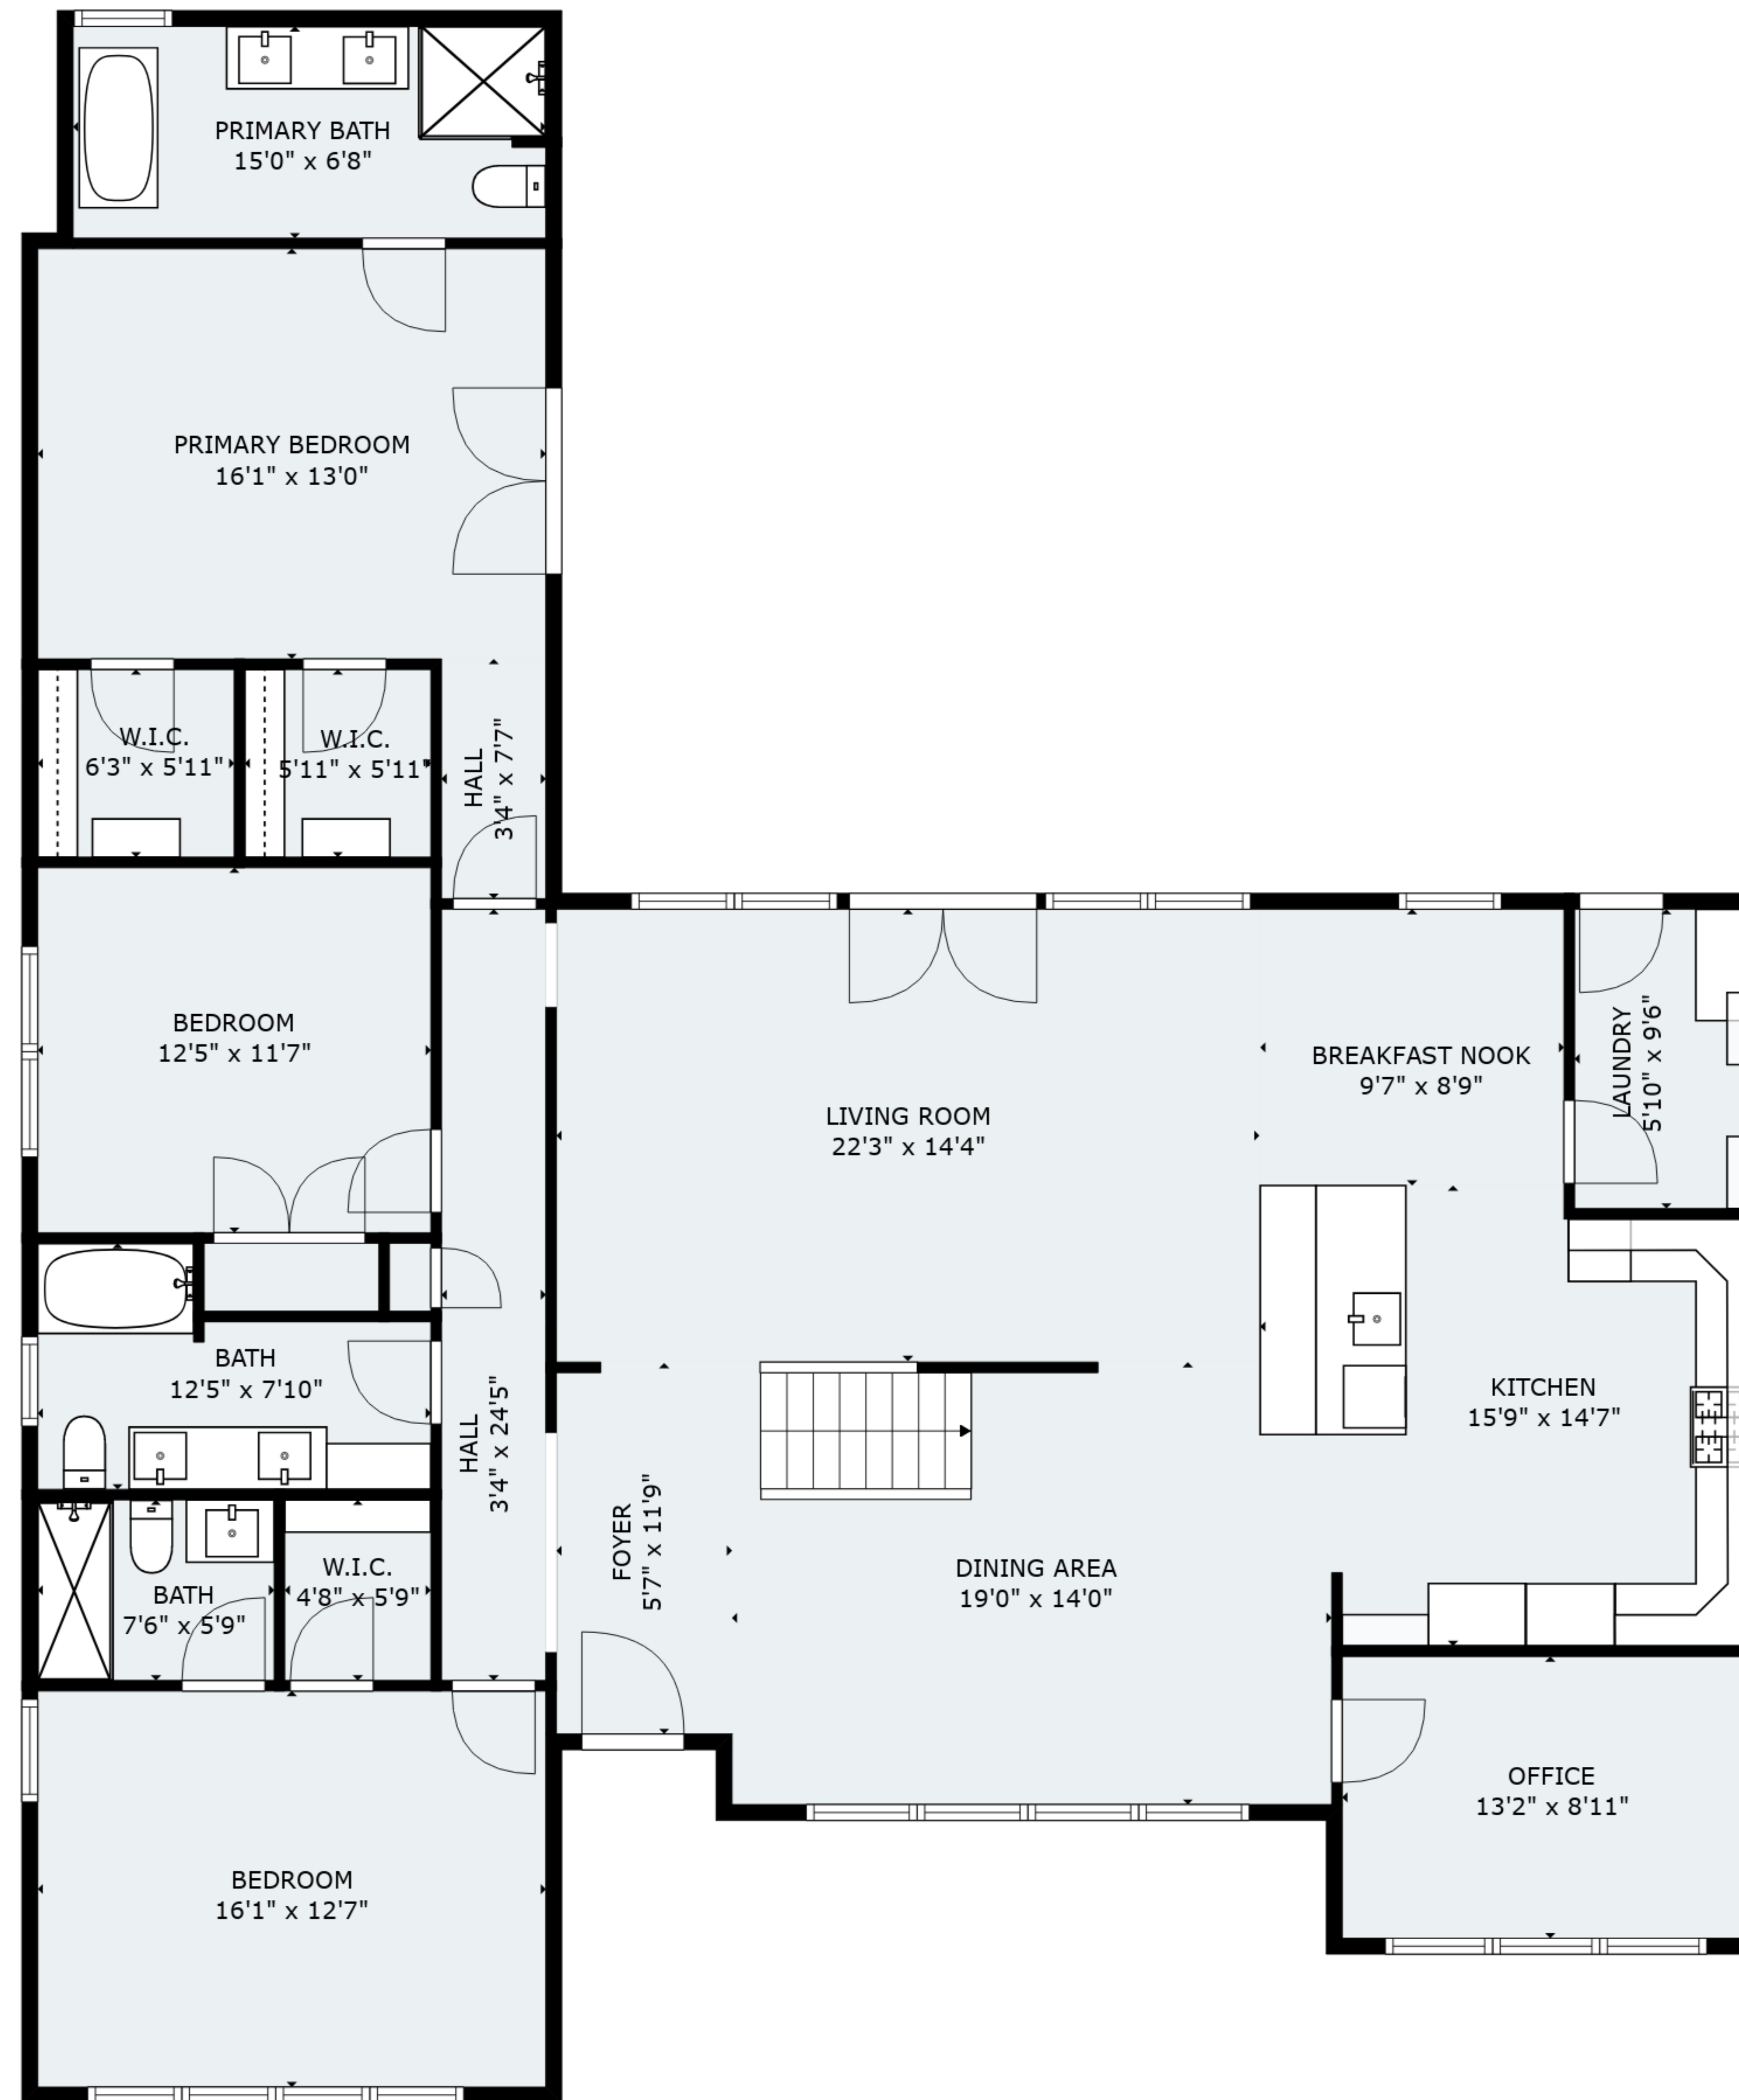 PRIMARY BATH
15'0" x 6'8"
PRIMARY BEDROOM
16'1" x 13'0"
W.I.C.
6'3" x 5'11"
W.I.C.
5'11" x 5'11"
HALL
3'4" x 7'7"
BEDROOM
12'5" x 11'7"
LIVING ROOM
22'3" x 14'4"
BREAKFAST NOOK
9'7" x 8'9"
LAUNDRY
5'10" x 9'6"
BATH
12'5" x 7'10"
HALL
3'4" x 24'5"
KITCHEN
15'9" x 14'7"
FOYER
5'7" x 11'9"
DINING AREA
19'0" x 14'0"
BATH
7'6" x 5'9"
W.I.C.
4'8" x 5'9"
OFFICE
13'2" x 8'11"
BEDROOM
16'1" x 12'7"